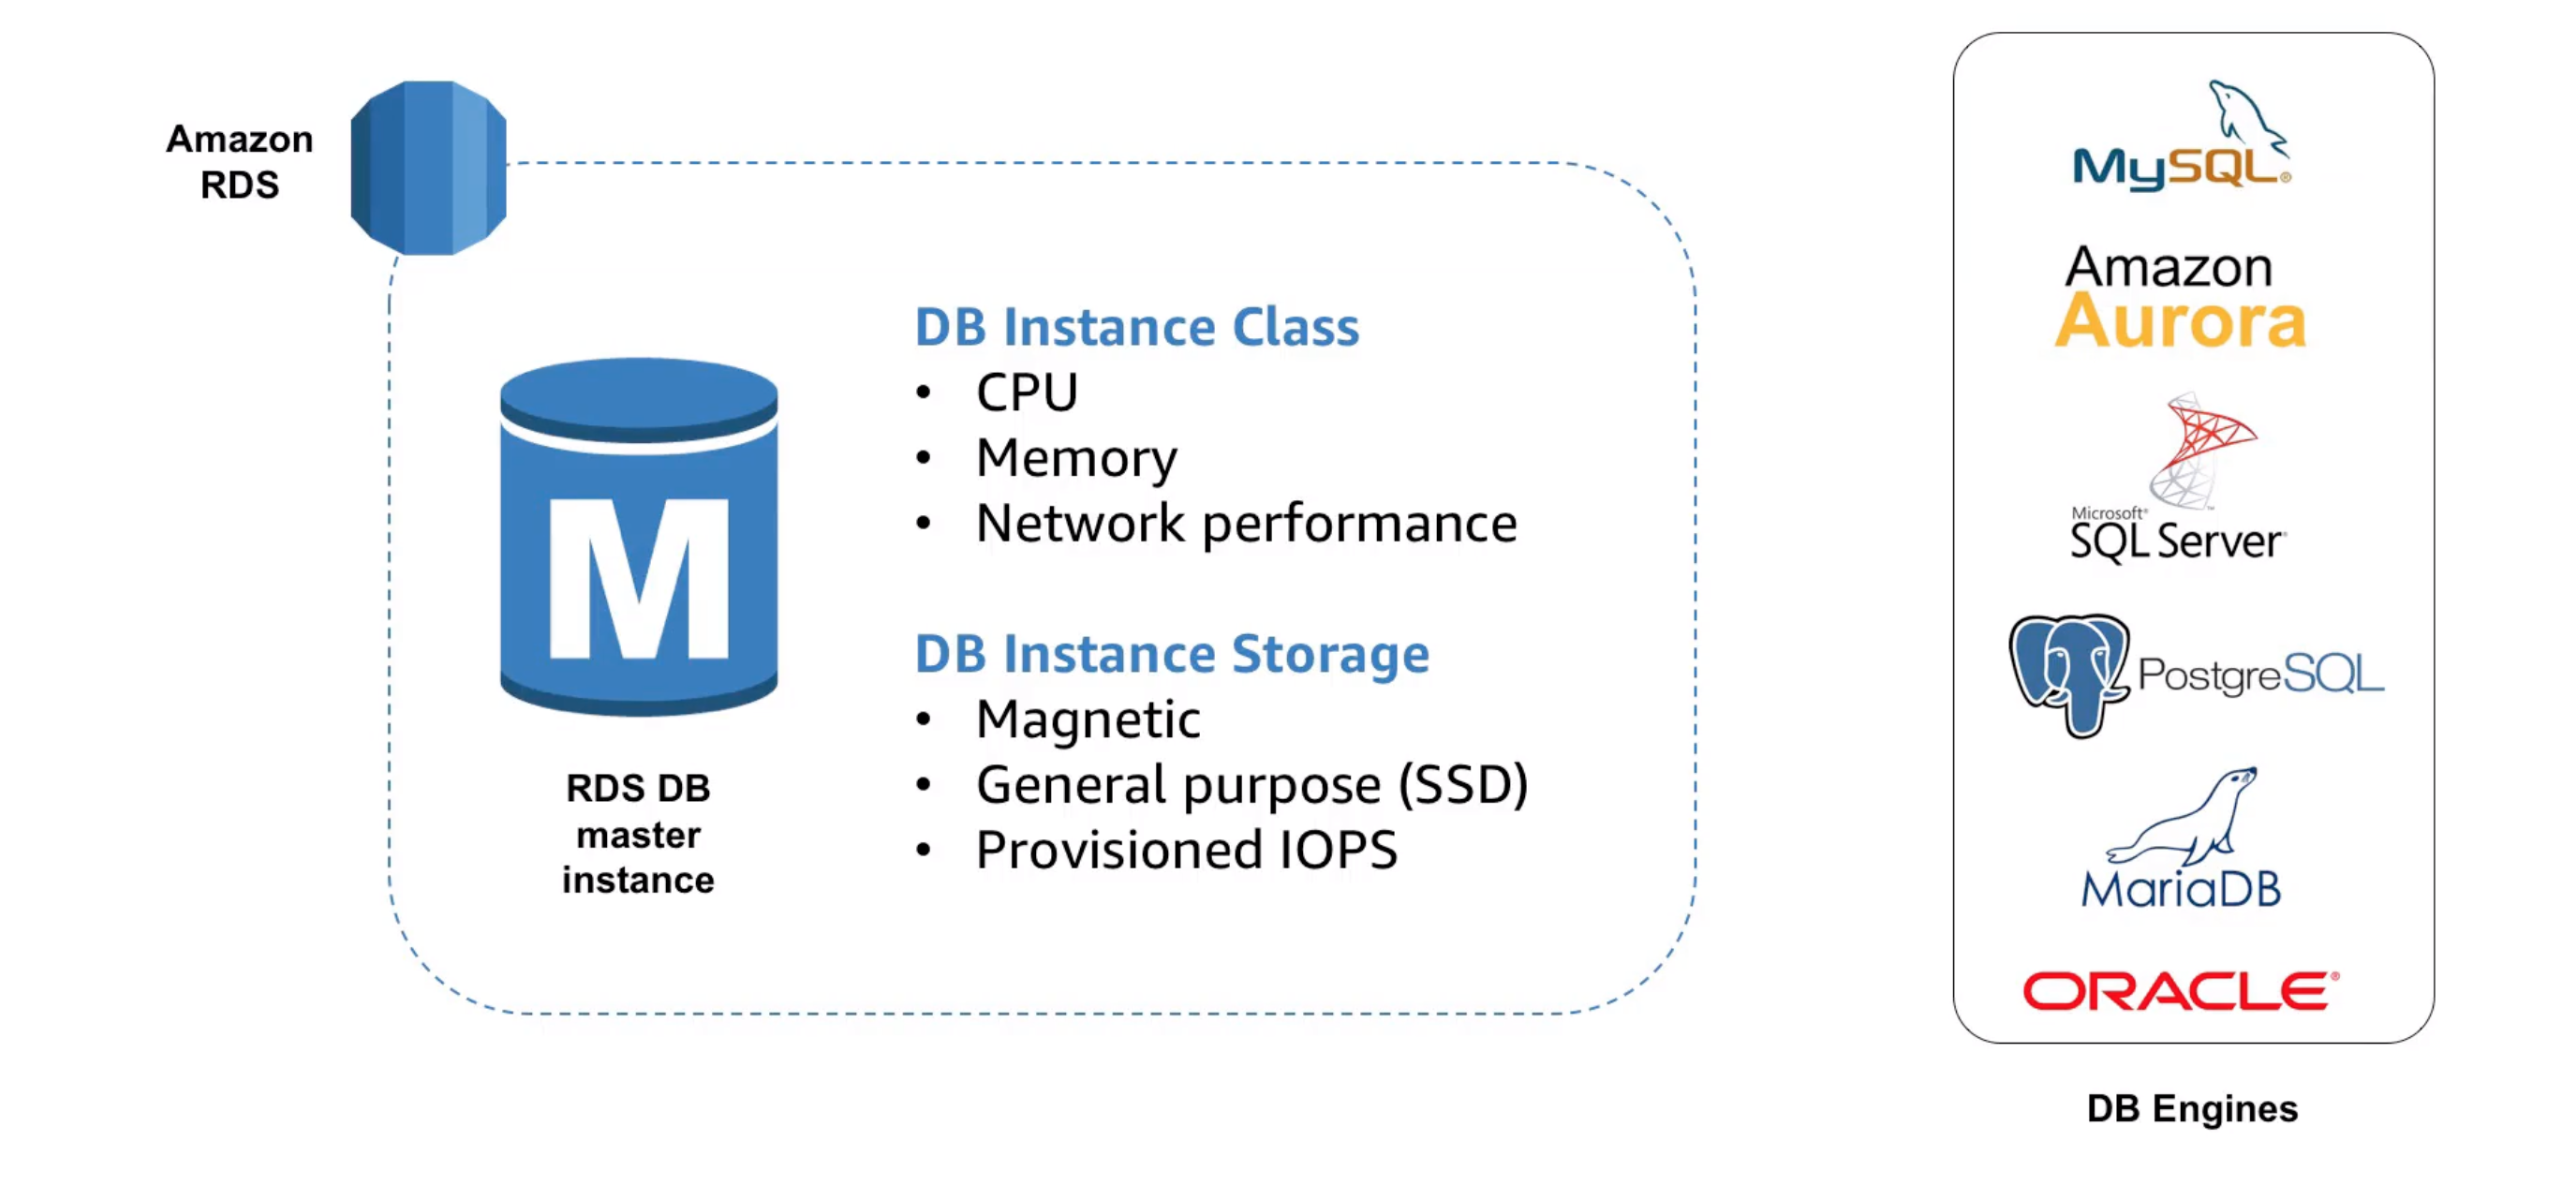 Amazon
RDS
M
RDS DB
master
instance
DB Instance Class
• CPU
• Memory
• Network performance
DB Instance Storage
• Magnetic
• General purpose (SSD)
• Provisioned IOPS
MySQL®
Amazon
Aurora
Microsoft®
SQL Server®
PostgreSQL
MariaDB
ORACLE®
DB Engines